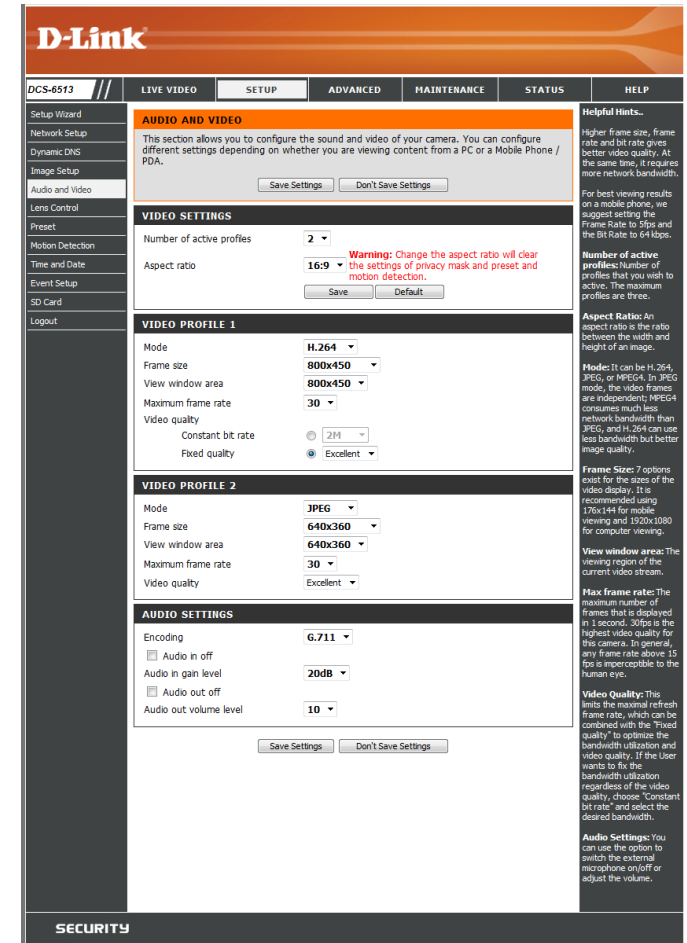 D-Link
DCS-6513
LIVE VIDEO
SETUP
ADVANCED
MAINTENANCE
STATUS
HELP
Setup Wizard
Network Setup
Dynamic DNS
Image Setup
Audio and Video
Lens Control
Preset
Motion Detection
Time and Date
Event Setup
SD Card
Logout
AUDIO AND VIDEO
This section allows you to configure the sound and video of your camera. You can configure
different settings depending on whether you are viewing content from a PC or a Mobile Phone /
PDA.
Save Settings
Don't Save Settings
VIDEO SETTINGS
Number of active profiles
2
Aspect ratio
16:9
Warning: Change the aspect ratio will clear
the settings of privacy mask and preset and
motion detection.
Save
Default
VIDEO PROFILE 1
Mode
H.264
Frame size
800x450
View window area
800x450
Maximum frame rate
30
Video quality
Constant bit rate
2M
Fixed quality
Excellent
VIDEO PROFILE 2
Mode
JPEG
Frame size
640x360
View window area
640x360
Maximum frame rate
30
Video quality
Excellent
AUDIO SETTINGS
Encoding
G.711
Audio in off
Audio in gain level
20dB
Audio out off
Audio out volume level
10
Save Settings
Don't Save Settings
Helpful Hints..
Higher frame size, frame
rate and bit rate gives
better video quality. At
the same time, it requires
more network bandwidth.
For best viewing results
on a mobile phone, we
suggest setting the
Frame Rate to 5fps and
the Bit Rate to 64 kbps.
Number of active
profiles: Number of
profiles that you wish to
active. The maximum
profiles are three.
Aspect Ratio: An
aspect ratio is the ratio
between the width and
height of an image.
Mode: It can be H.264,
JPEG, or MPEG4. In JPEG
mode, the video frames
are independent; MPEG4
consumes much less
network bandwidth than
JPEG, and H.264 can use
less bandwidth but better
image quality.
Frame Size: 7 options
exist for the sizes of the
video display. It is
recommended using
176x144 for mobile
viewing and 1920x1080
for computer viewing.
View window area: The
viewing region of the
current video stream.
Max frame rate: The
maximum number of
frames that is displayed
in 1 second. 30fps is the
highest video quality for
this camera. In general,
any frame rate above 15
fps is imperceptible to the
human eye.
Video Quality: This
limits the maximal refresh
frame rate, which can be
combined with the "Fixed
quality" to optimize the
bandwidth utilization and
video quality. If the User
wants to fix the
bandwidth utilization
regardless of the video
quality, choose "Constant
bit rate" and select the
desired bandwidth.
Audio Settings: You
can use the option to
switch the external
microphone on/off or
adjust the volume.
SECURITY